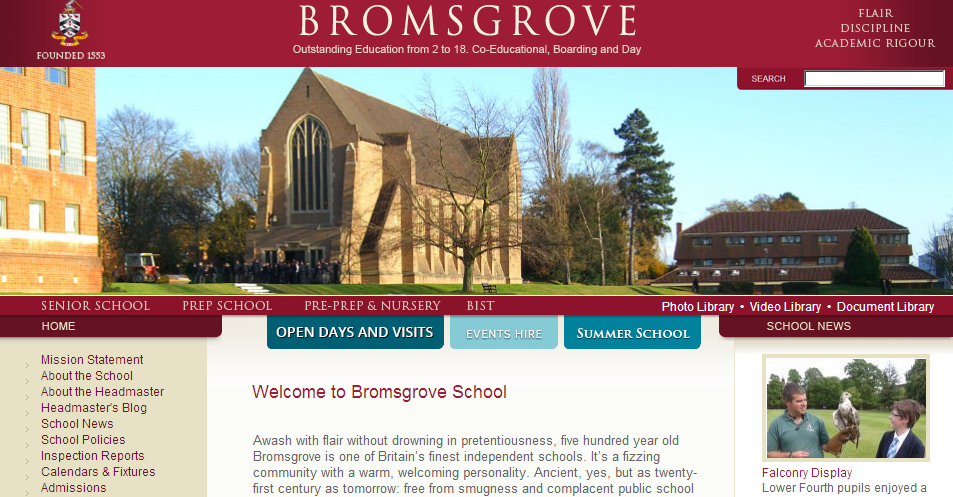 BROMSGROVE
Outstanding Education from 2 to 18. Co-Educational, Boarding and Day
FOUNDED 1553
FLAIR
DISCIPLINE
ACADEMIC RIGOUR
SEARCH
SENIOR SCHOOL PREP SCHOOL PRE-PREP & NURSERY BIST
Photo Library • Video Library • Document Library
HOME
Mission Statement
About the School
About the Headmaster
Headmaster's Blog
School News
School Policies
Inspection Reports
Calendars & Fixtures
Admissions
OPEN DAYS AND VISITS
EVENTS HIRE
SUMMER SCHOOL
Welcome to Bromsgrove School
Awash with flair without drowning in pretentiousness, five hundred year old
Bromsgrove is one of Britain's finest independent schools. It's a fizzing
community with a warm, welcoming personality. Ancient, yes, but as twenty-
first century as tomorrow: free from smugness and complacent public school
SCHOOL NEWS
Falconry Display
Lower Fourth pupils enjoyed a